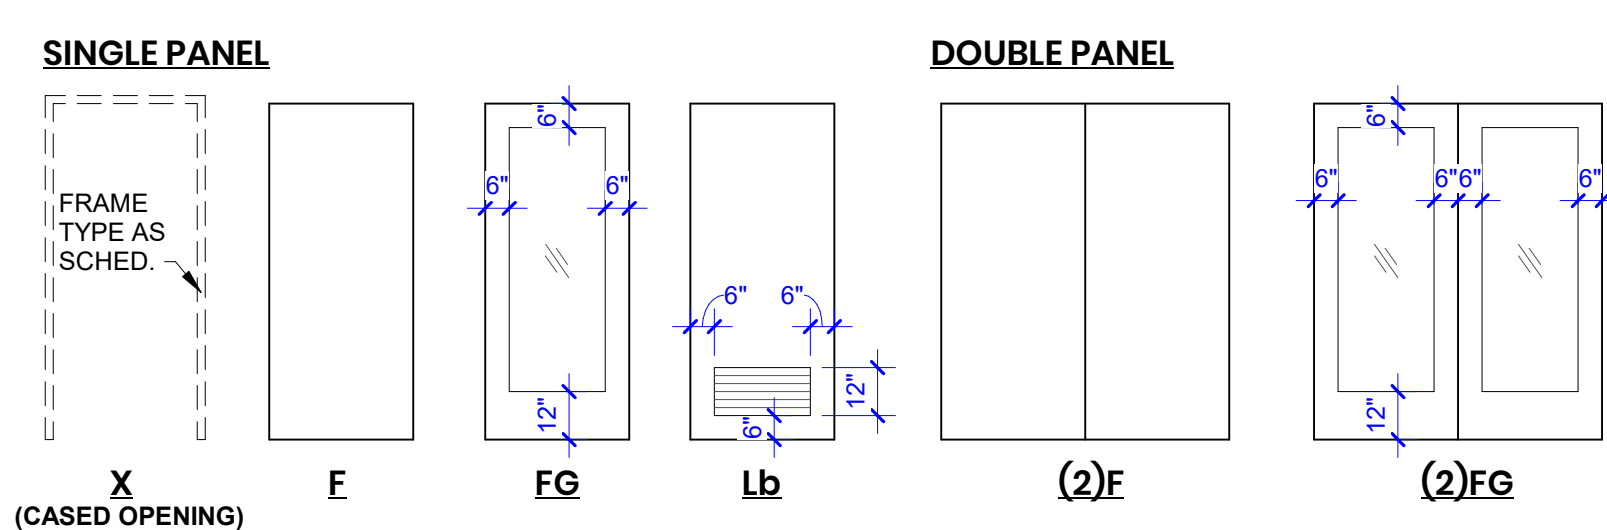 SINGLE PANEL
DOUBLE PANEL
FRAME
TYPE AS
SCHED.
6"
6"
6"
12"
6"
6"
12"
6"
6"
6"
6"
6"
6"
12"
X
(CASED OPENING)
F
FG
Lb
(2)F
(2)FG